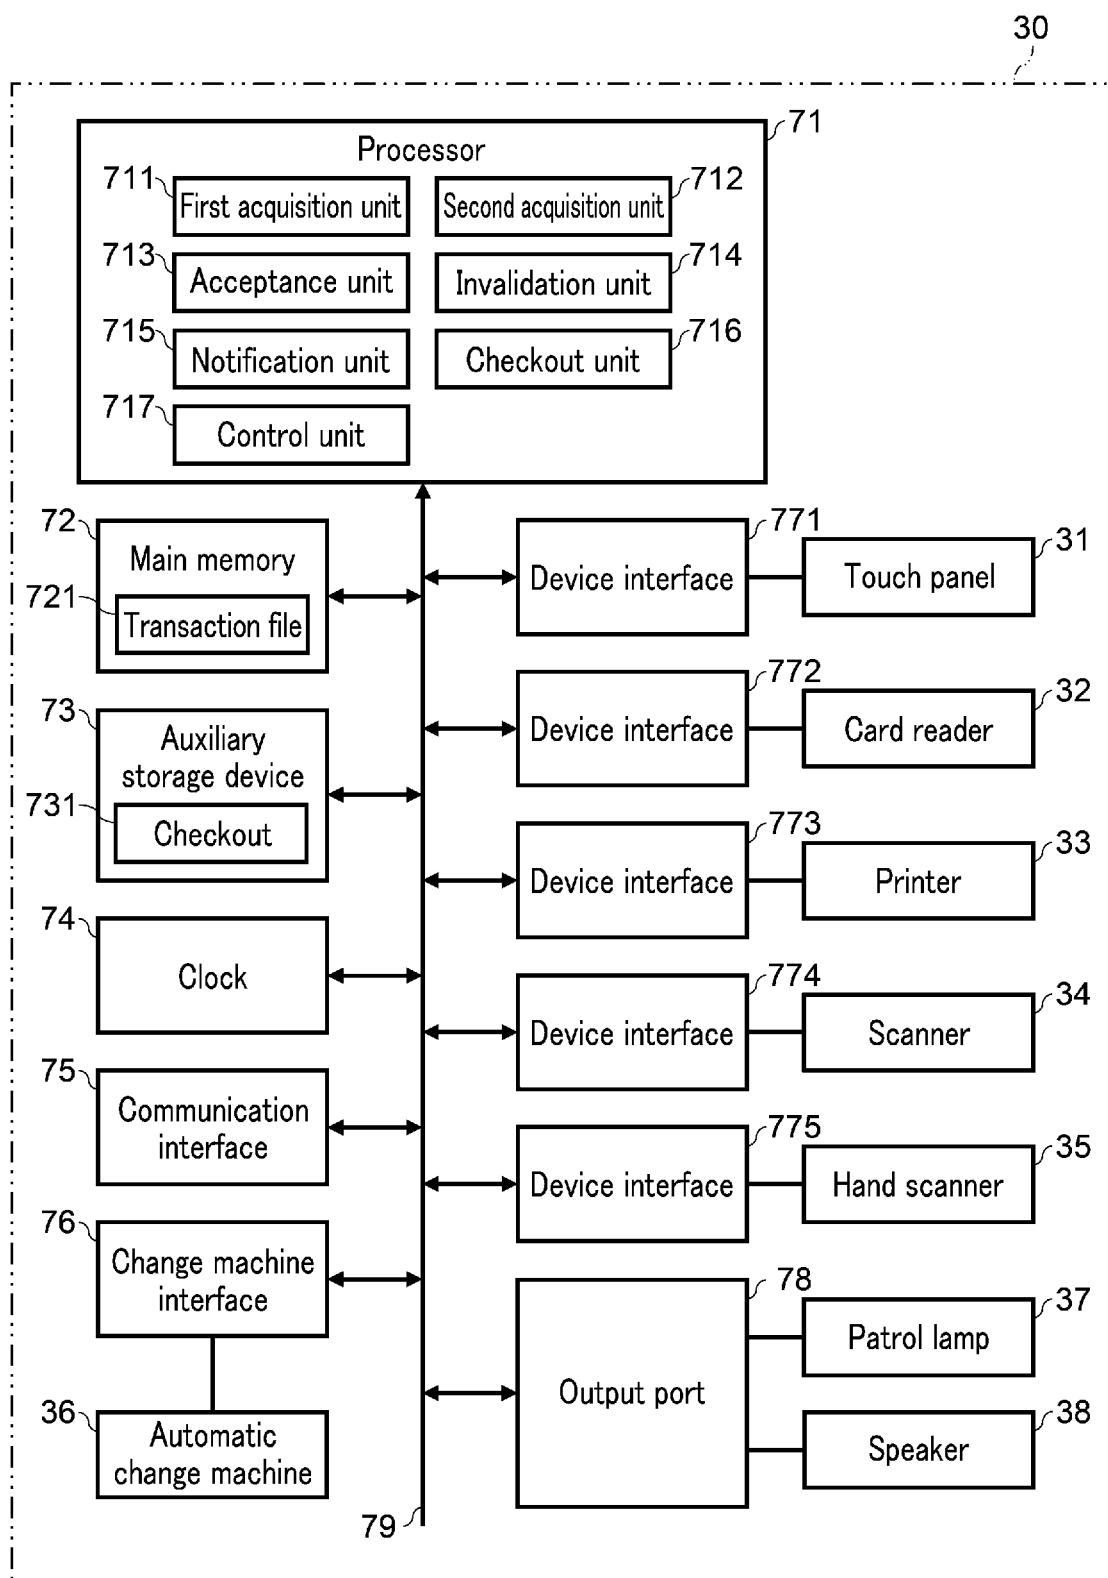 30
71
Processor
711
First acquisition unit
712
Second acquisition unit
713
Acceptance unit
714
Invalidation unit
715
Notification unit
716
Checkout unit
717
Control unit
72
Main memory
721
Transaction file
73
Auxiliary
storage device
731
Checkout
74
Clock
75
Communication
interface
76
Change machine
interface
36
Automatic
change machine
79
771
Device interface
31
Touch panel
772
Device interface
32
Card reader
773
Device interface
33
Printer
774
Device interface
34
Scanner
775
Device interface
35
Hand scanner
78
Output port
37
Patrol lamp
38
Speaker